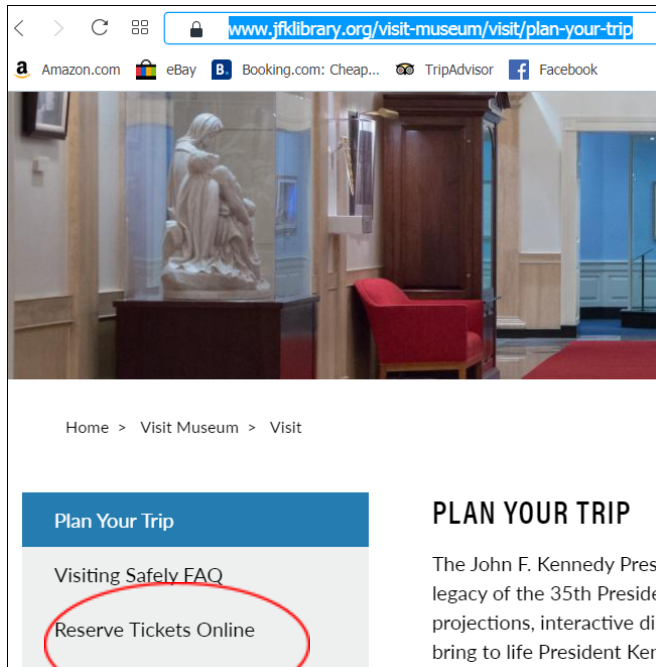 www.jfklibrary.org/visit-museum/visit/plan-your-trip
a Amazon.com eBay B. Booking.com: Cheap... TripAdvisor f Facebook
Home > Visit Museum > Visit
Plan Your Trip
Visiting Safely FAQ
Reserve Tickets Online
PLAN YOUR TRIP
The John F. Kennedy Pres
legacy of the 35th Preside
projections, interactive di
bring to life President Ker